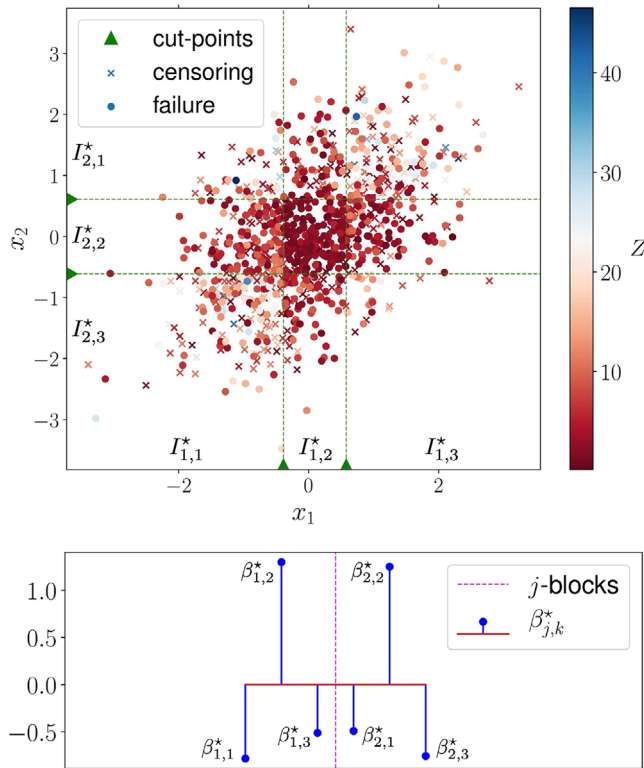 cut-points
censoring
failure
3
2
1
0
−1
−2
−3
x₂
I⋆₂,₁
I⋆₂,₂
I⋆₂,₃
I⋆₁,₁
I⋆₁,₂
I⋆₁,₃
−2
0
2
x₁
40
30
20
10
Z
1.0
0.5
0.0
−0.5
β⋆₁,₂
β⋆₂,₂
β⋆₁,₁
β⋆₁,₃
β⋆₂,₁
β⋆₂,₃
j-blocks
β⋆ⱼ,ₖ